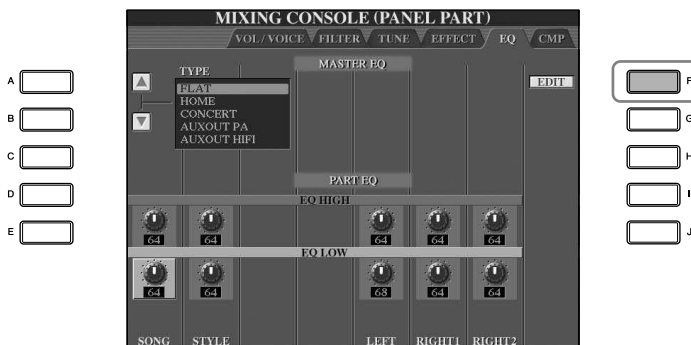 MIXING CONSOLE (PANEL PART)
VOL / VOICE FILTER TUNE EFFECT EQ CMP
TYPE
MASTER EQ
EDIT
FLAT
HOME
CONCERT
AUXOUT PA
AUXOUT HIFI
PART EQ
EQ HIGH
64 64 64 64 64
EQ LOW
64 64 68 64 64
SONG STYLE LEFT RIGHT1 RIGHT2
A
B
C
D
E
F
G
H
I
J